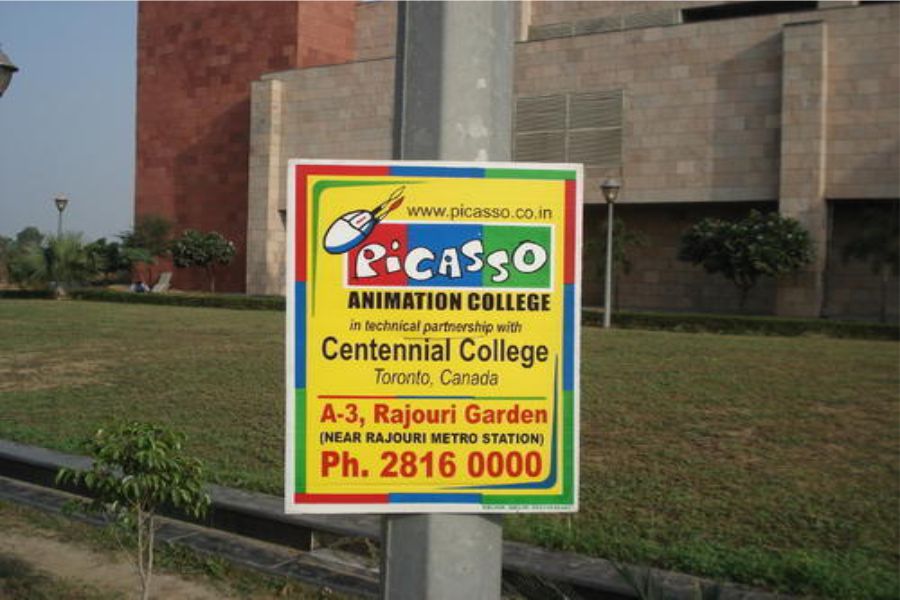 www.picasso.co.in
PiCASSO
ANIMATION COLLEGE
in technical partnership with
Centennial College
Toronto, Canada
A-3, Rajouri Garden
(NEAR RAJOURI METRO STATION)
Ph. 2816 0000